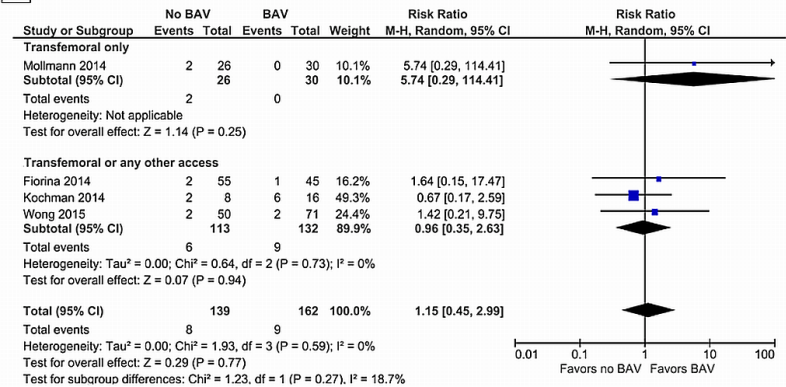 No BAV BAV Risk Ratio Risk Ratio
Study or Subgroup Events Total Events Total Weight M-H, Random, 95% CI M-H, Random, 95% CI
Transfemoral only
Mollmann 2014 2 26 0 30 10.1% 5.74 [0.29, 114.41]
Subtotal (95% CI) 26 30 10.1% 5.74 [0.29, 114.41]
Total events 2 0
Heterogeneity: Not applicable
Test for overall effect: Z = 1.14 (P = 0.25)
Transfemoral or any other access
Fiorina 2014 2 55 1 45 16.2% 1.64 [0.15, 17.47]
Kochman 2014 2 8 6 16 49.3% 0.67 [0.17, 2.59]
Wong 2015 2 50 2 71 24.4% 1.42 [0.21, 9.75]
Subtotal (95% CI) 113 132 89.9% 0.96 [0.35, 2.63]
Total events 6 9
Heterogeneity: Tau² = 0.00; Chi² = 0.64, df = 2 (P = 0.73); I² = 0%
Test for overall effect: Z = 0.07 (P = 0.94)
Total (95% CI) 139 162 100.0% 1.15 [0.45, 2.99]
Total events 8 9
Heterogeneity: Tau² = 0.00; Chi² = 1.93, df = 3 (P = 0.59); I² = 0%
Test for overall effect: Z = 0.29 (P = 0.77)
Test for subgroup differences: Chi² = 1.23, df = 1 (P = 0.27), I² = 18.7%
0.01 0.1 1 10 100
Favors no BAV Favors BAV